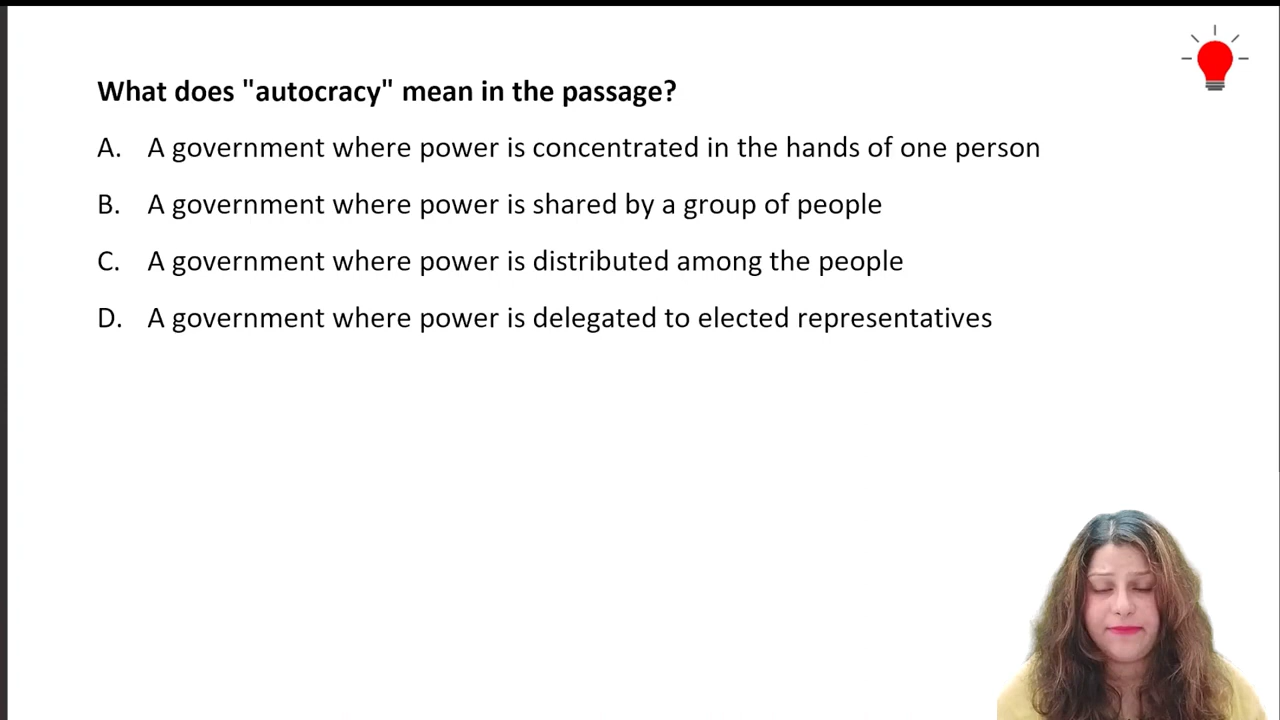 What does "autocracy" mean in the passage?
A. A government where power is concentrated in the hands of one person
B. A government where power is shared by a group of people
C. A government where power is distributed among the people
D. A government where power is delegated to elected representatives